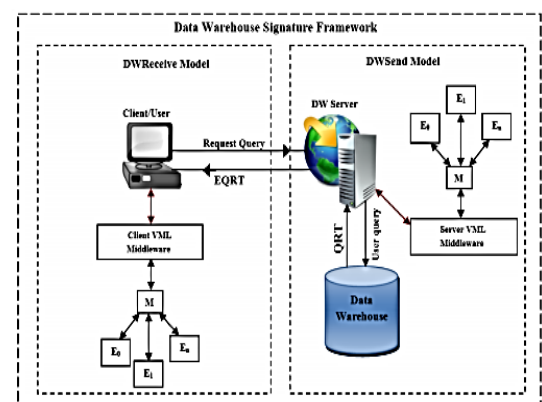 Data Warehouse Signature Framework
DWReceive Model
Client/User
Request Query
EQRT
Client VML
Middleware
M
E0
E1
En
DWSend Model
DW Server
E1
E0
En
M
Server VML
Middleware
QRT
User query
Data
Warehouse